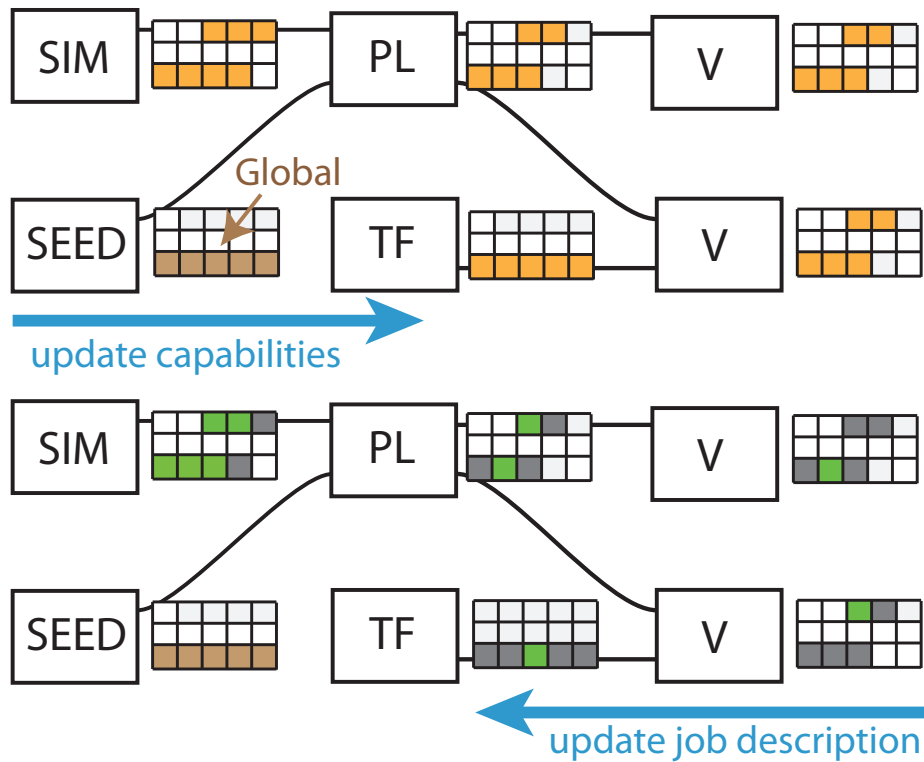 SIM
PL
V
Global
SEED
TF
V
update capabilities
SIM
PL
V
SEED
TF
V
update job description